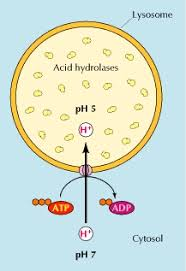 Lysosome
Acid hydrolases
pH 5
H+
ATP
ADP
H+
pH 7
Cytosol